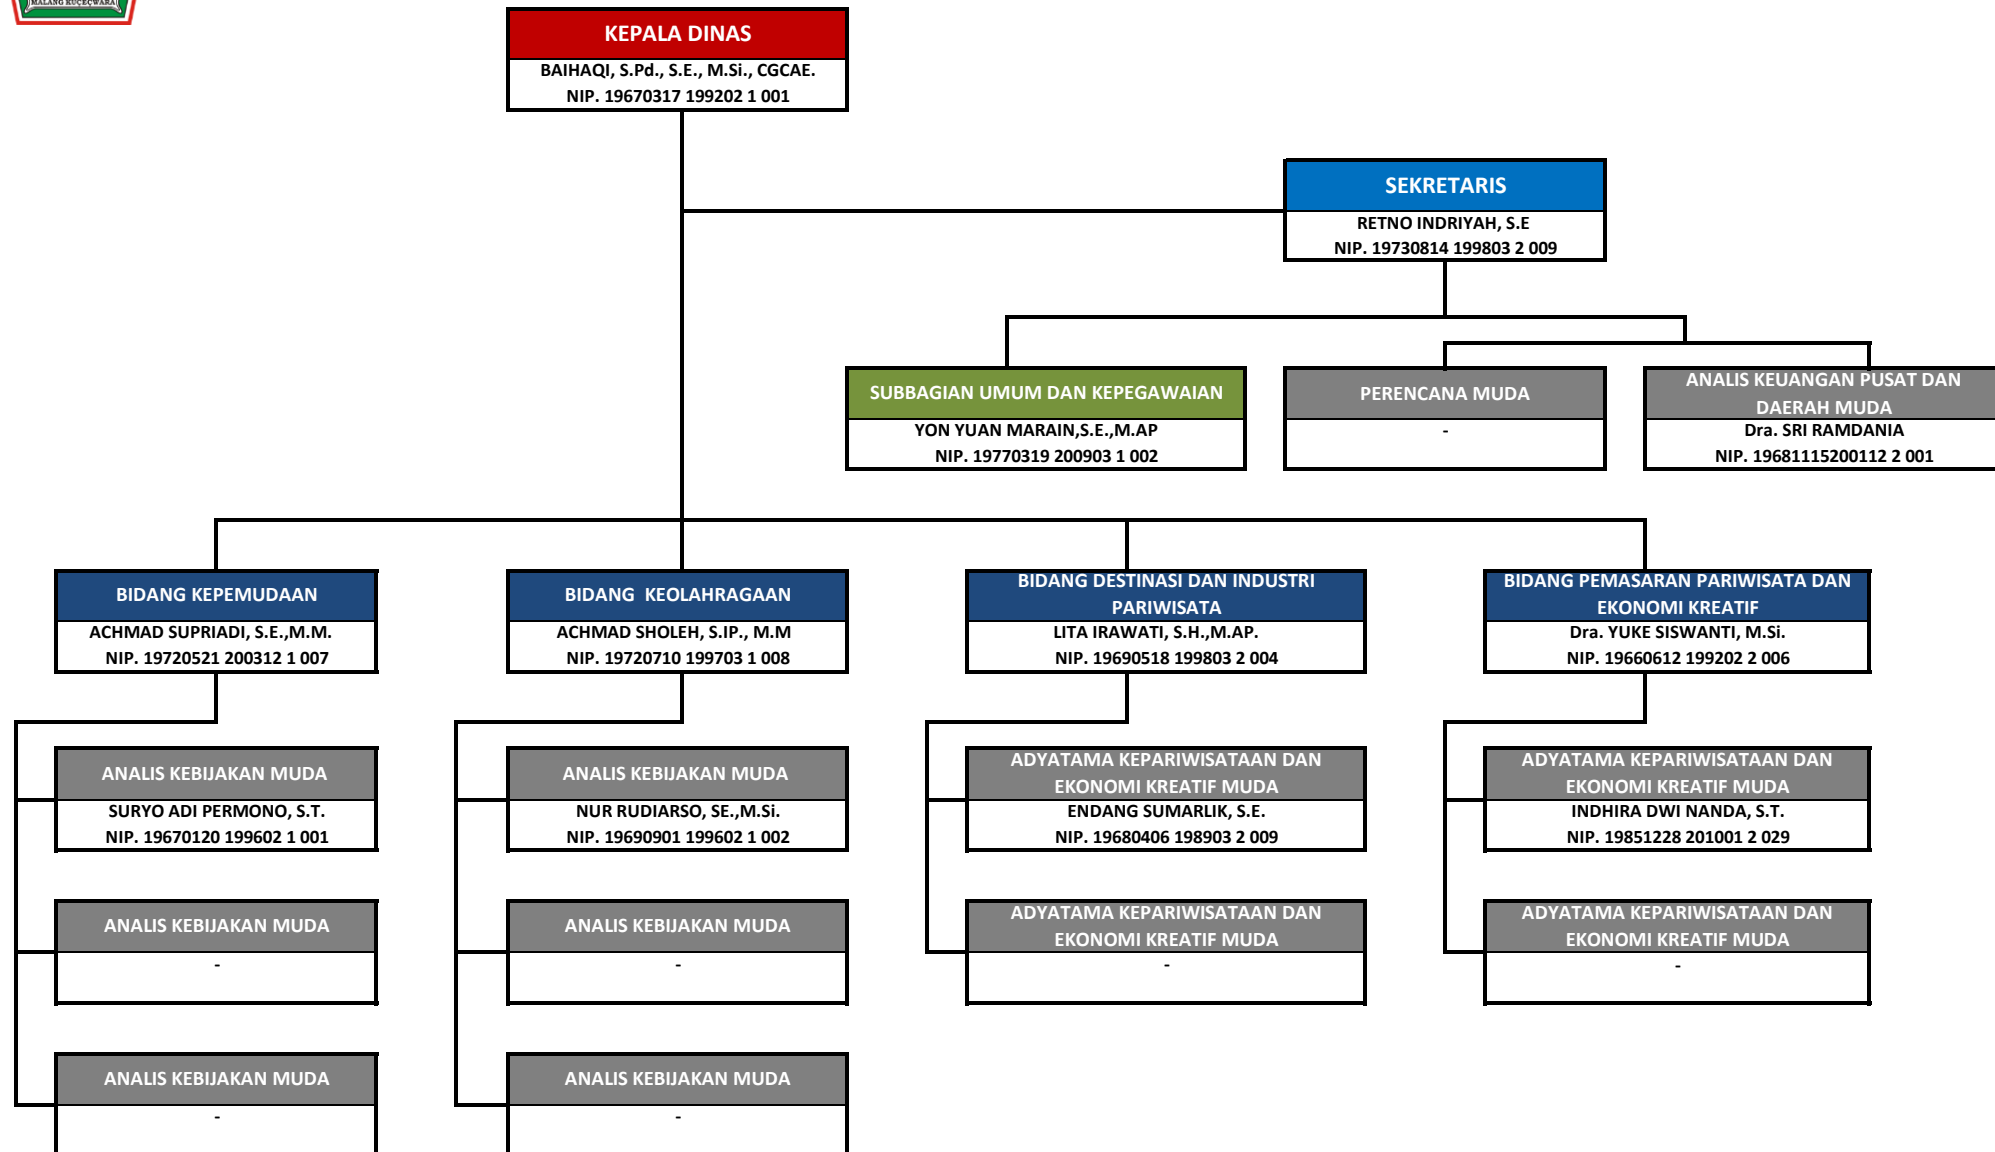 MALANG KUÇEÇWARA
KEPALA DINAS
BAIHAQI, S.Pd., S.E., M.Si., CGCAE.
NIP. 19670317 199202 1 001
SEKRETARIS
RETNO INDRIYAH, S.E
NIP. 19730814 199803 2 009
SUBBAGIAN UMUM DAN KEPEGAWAIAN
YON YUAN MARAIN,S.E.,M.AP
NIP. 19770319 200903 1 002
PERENCANA MUDA
-
ANALIS KEUANGAN PUSAT DAN
DAERAH MUDA
Dra. SRI RAMDANIA
NIP. 19681115200112 2 001
BIDANG KEPEMUDAAN
ACHMAD SUPRIADI, S.E.,M.M.
NIP. 19720521 200312 1 007
BIDANG  KEOLAHRAGAAN
ACHMAD SHOLEH, S.IP., M.M
NIP. 19720710 199703 1 008
BIDANG DESTINASI DAN INDUSTRI
PARIWISATA
LITA IRAWATI, S.H.,M.AP.
NIP. 19690518 199803 2 004
BIDANG PEMASARAN PARIWISATA DAN
EKONOMI KREATIF
Dra. YUKE SISWANTI, M.Si.
NIP. 19660612 199202 2 006
ANALIS KEBIJAKAN MUDA
SURYO ADI PERMONO, S.T.
NIP. 19670120 199602 1 001
ANALIS KEBIJAKAN MUDA
NUR RUDIARSO, SE.,M.Si.
NIP. 19690901 199602 1 002
ADYATAMA KEPARIWISATAAN DAN
EKONOMI KREATIF MUDA
ENDANG SUMARLIK, S.E.
NIP. 19680406 198903 2 009
ADYATAMA KEPARIWISATAAN DAN
EKONOMI KREATIF MUDA
INDHIRA DWI NANDA, S.T.
NIP. 19851228 201001 2 029
ANALIS KEBIJAKAN MUDA
-
ANALIS KEBIJAKAN MUDA
-
ADYATAMA KEPARIWISATAAN DAN
EKONOMI KREATIF MUDA
-
ADYATAMA KEPARIWISATAAN DAN
EKONOMI KREATIF MUDA
-
ANALIS KEBIJAKAN MUDA
-
ANALIS KEBIJAKAN MUDA
-